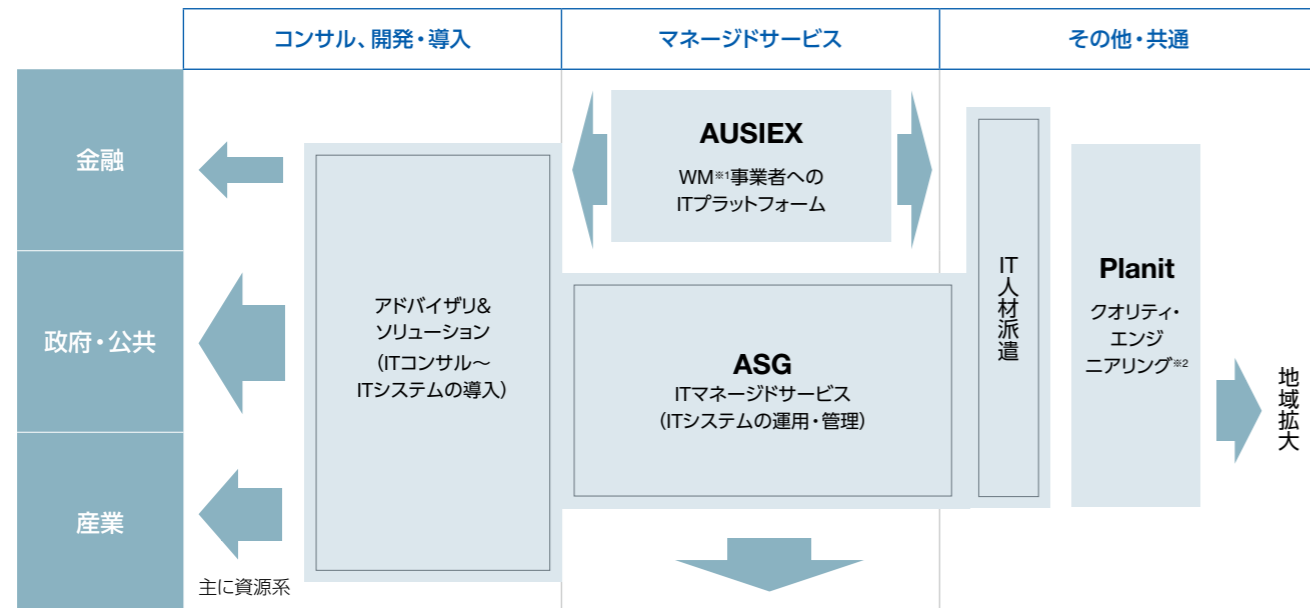 コンサル、開発・導入
マネージドサービス
その他・共通
金融
政府・公共
産業
主に資源系
アドバイザリ&
ソリューション
(ITコンサル～
ITシステムの導入)
AUSIEX
WM※1事業者への
ITプラットフォーム
ASG
ITマネージドサービス
(ITシステムの運用・管理)
IT人材派遣
Planit
クオリティ・
エンジ
ニアリング※2
地域拡大